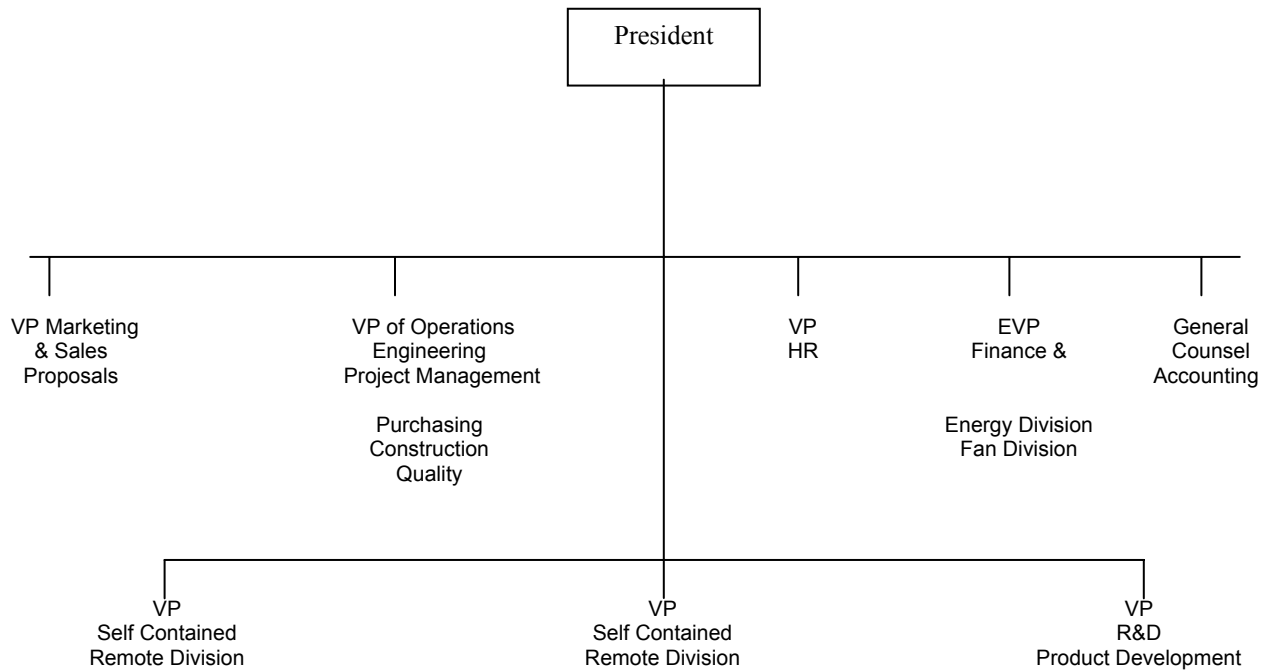 President
VP Marketing
& Sales
Proposals
VP of Operations
Engineering
Project Management
Purchasing
Construction
Quality
VP
HR
EVP
Finance &
Energy Division
Fan Division
General
Counsel
Accounting
VP
Self Contained
Remote Division
VP
Self Contained
Remote Division
VP
R&D
Product Development